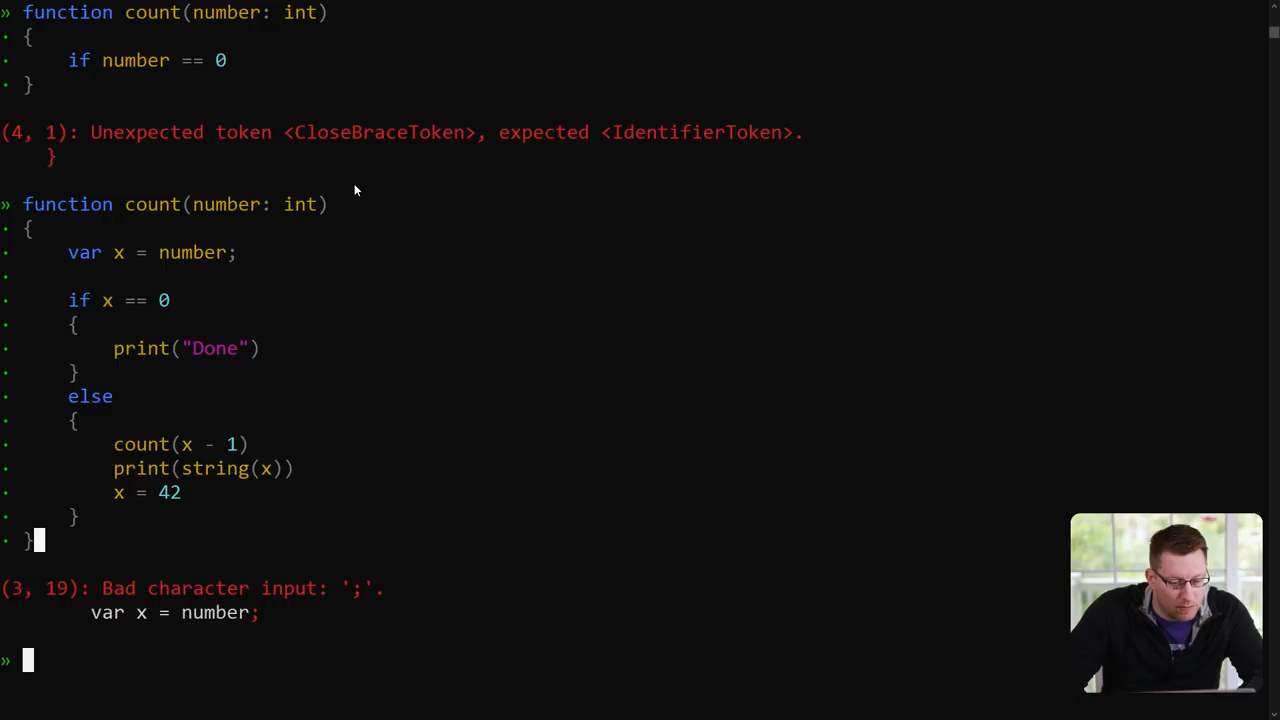 » function count(number: int)
· {
·     if number == 0
· }
(4, 1): Unexpected token <CloseBraceToken>, expected <IdentifierToken>.
    }
» function count(number: int)
· {
·     var x = number;
·
·     if x == 0
·     {
·         print("Done")
·     }
·     else
·     {
·         count(x - 1)
·         print(string(x))
·         x = 42
·     }
· }
(3, 19): Bad character input: ';'.
        var x = number;
»